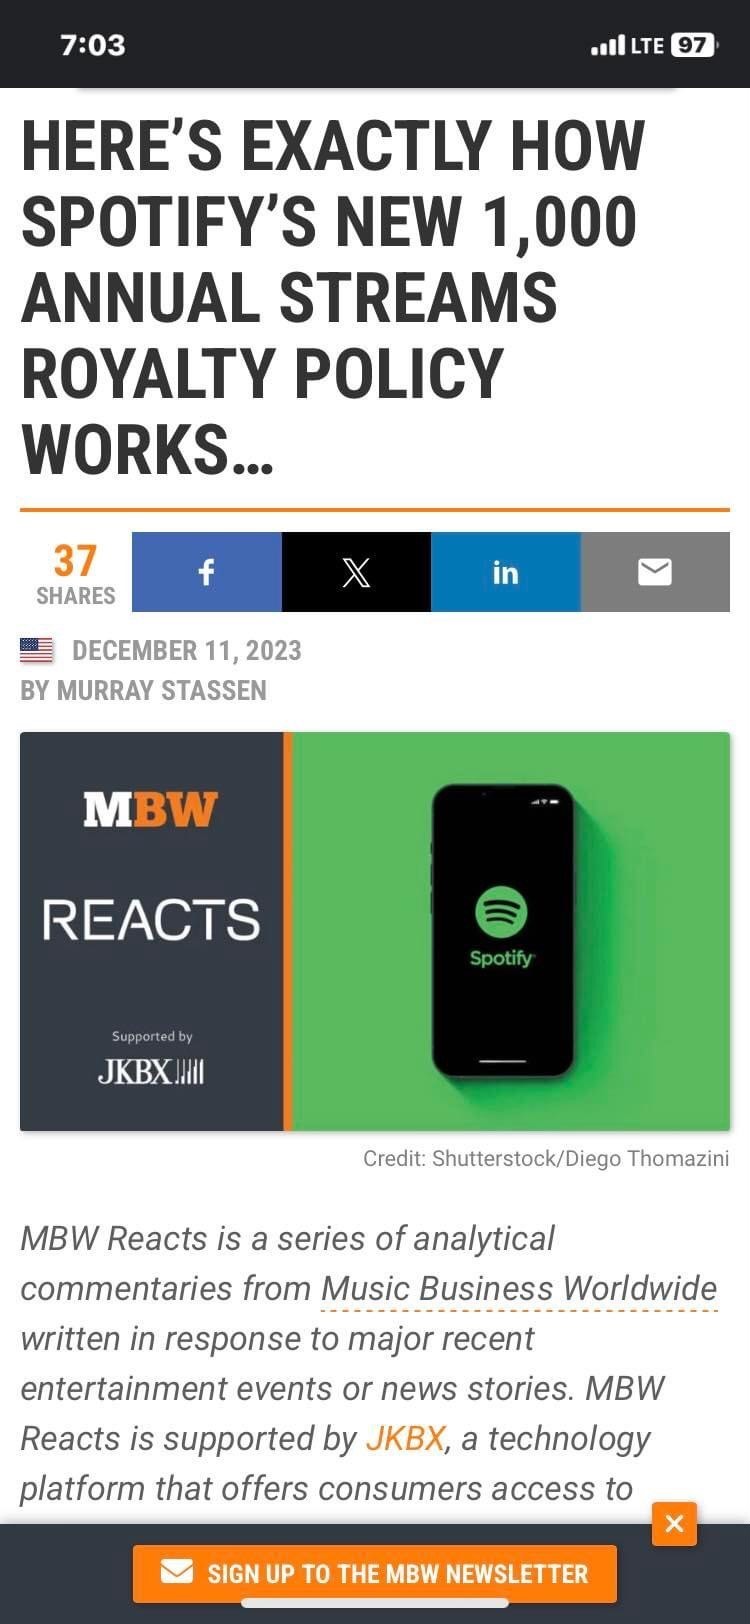 7:03
LTE 97
HERE’S EXACTLY HOW
SPOTIFY’S NEW 1,000
ANNUAL STREAMS
ROYALTY POLICY
WORKS…
37
SHARES
f
X
in
DECEMBER 11, 2023
BY MURRAY STASSEN
MBW
REACTS
Supported by
JKBX
Spotify
Credit: Shutterstock/Diego Thomazini
MBW Reacts is a series of analytical
commentaries from Music Business Worldwide
written in response to major recent
entertainment events or news stories. MBW
Reacts is supported by JKBX, a technology
platform that offers consumers access to
SIGN UP TO THE MBW NEWSLETTER